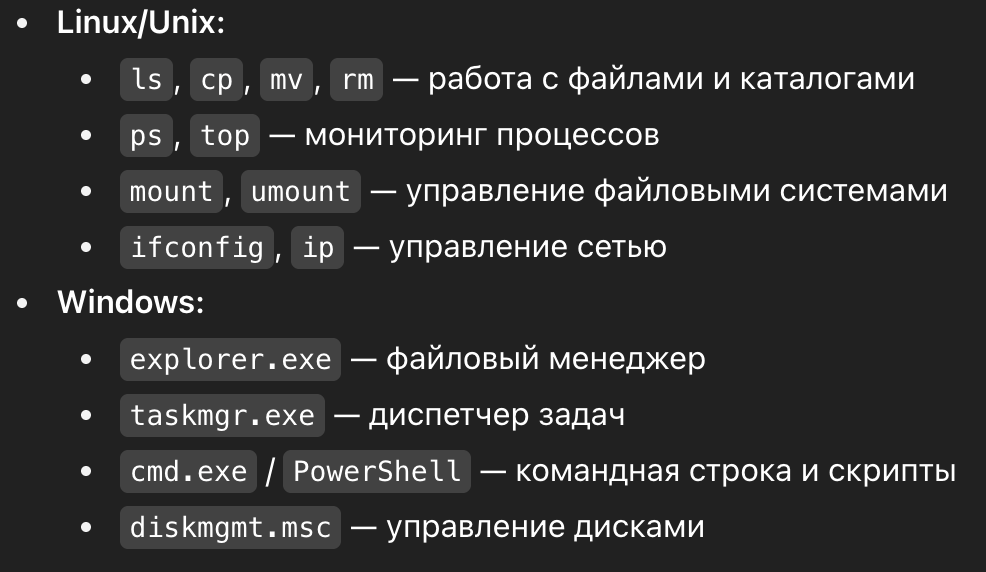 Linux/Unix:
ls, cp, mv, rm — работа с файлами и каталогами
ps, top — мониторинг процессов
mount, umount — управление файловыми системами
ifconfig, ip — управление сетью
Windows:
explorer.exe — файловый менеджер
taskmgr.exe — диспетчер задач
cmd.exe / PowerShell — командная строка и скрипты
diskmgmt.msc — управление дисками